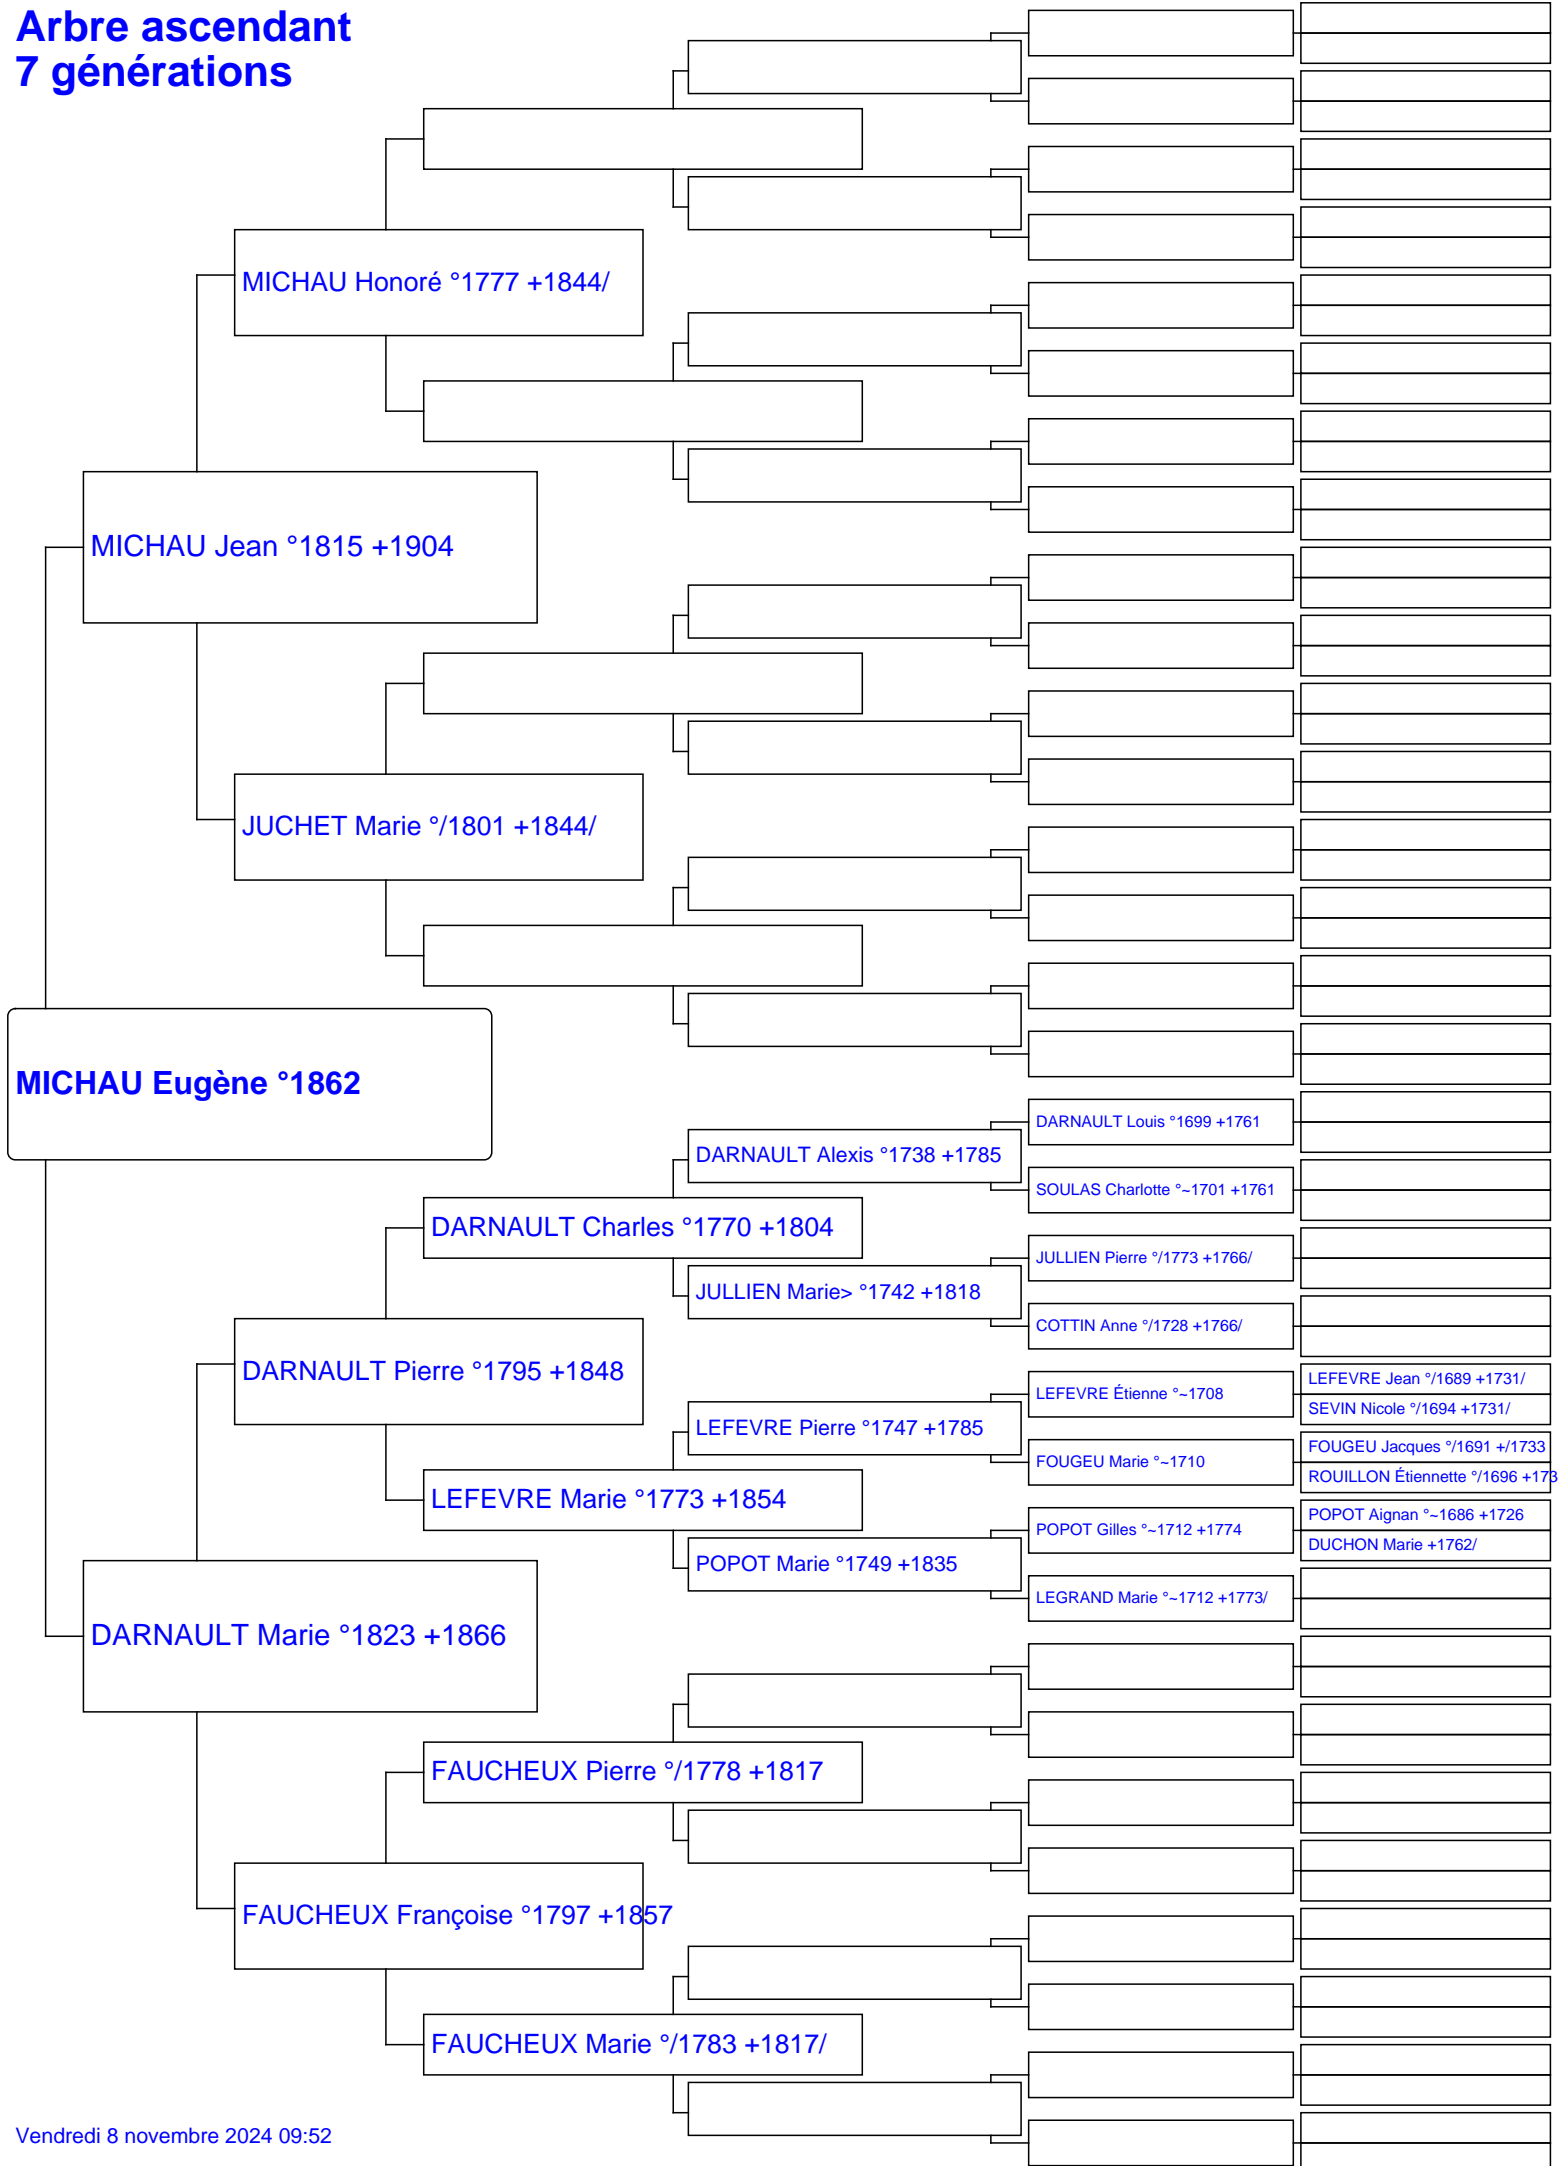 Arbre ascendant
7 générations
MICHAU Honoré °1777 +1844/
MICHAU Jean °1815 +1904
JUCHET Marie °/1801 +1844/
MICHAU Eugène °1862
DARNAULT Louis °1699 +1761
DARNAULT Alexis °1738 +1785
SOULAS Charlotte °~1701 +1761
DARNAULT Charles °1770 +1804
JULLIEN Pierre °/1773 +1766/
JULLIEN Marie> °1742 +1818
COTTIN Anne °/1728 +1766/
DARNAULT Pierre °1795 +1848
LEFEVRE Jean °/1689 +1731/
LEFEVRE Étienne °~1708
SEVIN Nicole °/1694 +1731/
LEFEVRE Pierre °1747 +1785
FOUGEU Jacques °/1691 +/1733
FOUGEU Marie °~1710
ROUILLON Étiennette °/1696 +173
LEFEVRE Marie °1773 +1854
POPOT Aignan °~1686 +1726
POPOT Gilles °~1712 +1774
DUCHON Marie +1762/
POPOT Marie °1749 +1835
LEGRAND Marie °~1712 +1773/
DARNAULT Marie °1823 +1866
FAUCHEUX Pierre °/1778 +1817
FAUCHEUX Françoise °1797 +1857
FAUCHEUX Marie °/1783 +1817/
Vendredi 8 novembre 2024 09:52